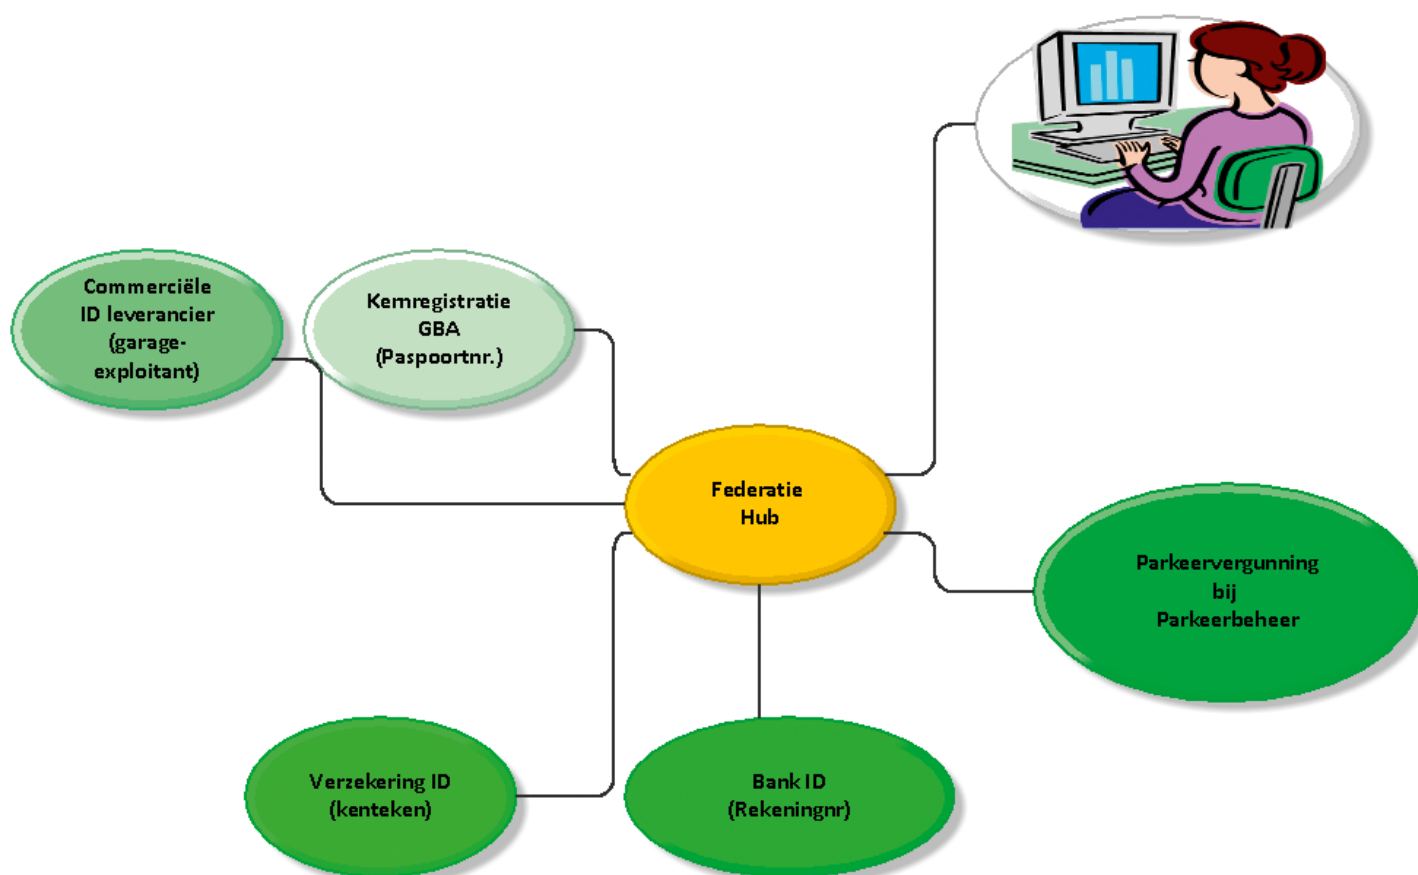 Commerciële
ID leverancier
(garage-
exploitant)
Kernregistratie
GBA
(Paspoortnr.)
Federatie
Hub
Parkeervergunning
bij
Parkeerbeheer
Verzekering ID
(kenteken)
Bank ID
(Rekeningnr)